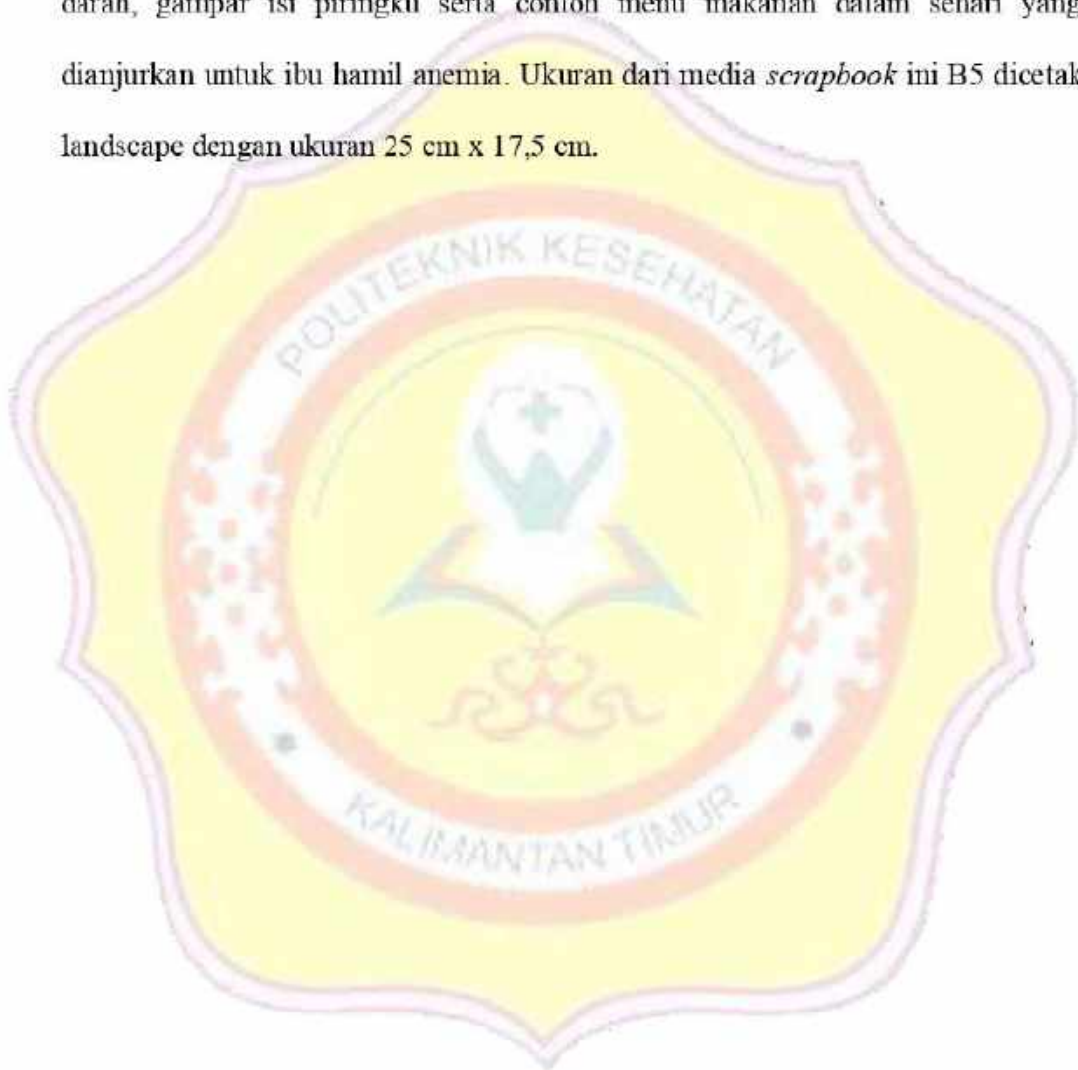 darah, gambar isi piringku serta contoh menu makanan dalam sehari yang
dianjurkan untuk ibu hamil anemia. Ukuran dari media scrapbook ini B5 dicetak
landscape dengan ukuran 25 cm x 17,5 cm.
POLITEKNIK KESEHATAN
KALIMANTAN TIMUR